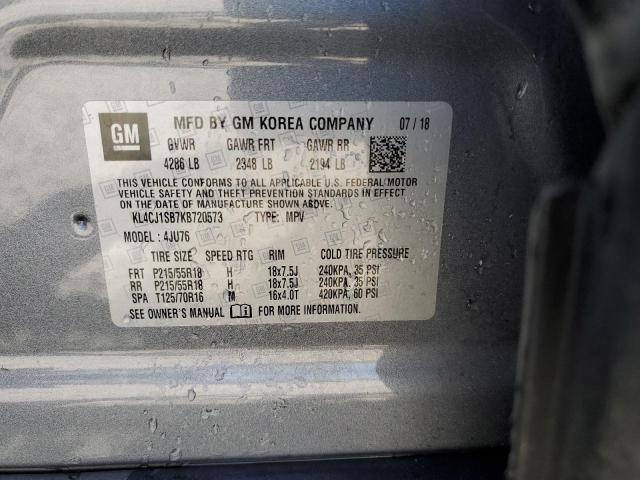 GM MFD BY GM KOREA COMPANY 07 / 18
GVWR GAWR FRT GAWR RR
4286 LB 2348 LB 2194 LB
THIS VEHICLE CONFORMS TO ALL APPLICABLE U.S. FEDERAL MOTOR
VEHICLE SAFETY AND THEFT PREVENTION STANDARDS IN EFFECT
ON THE DATE OF MANUFACTURE SHOWN ABOVE.
KL4CJ1SB7KB720573 TYPE: MPV
MODEL : 4JU76
TIRE SIZE SPEED RTG RIM COLD TIRE PRESSURE
FRT P215/55R18 H 18x7.5J 240KPA, 35 PSI
RR P215/55R18 H 18x7.5J 240KPA, 35 PSI
SPA T125/70R16 M 16x4.0T 420KPA, 60 PSI
SEE OWNER'S MANUAL FOR MORE INFORMATION.